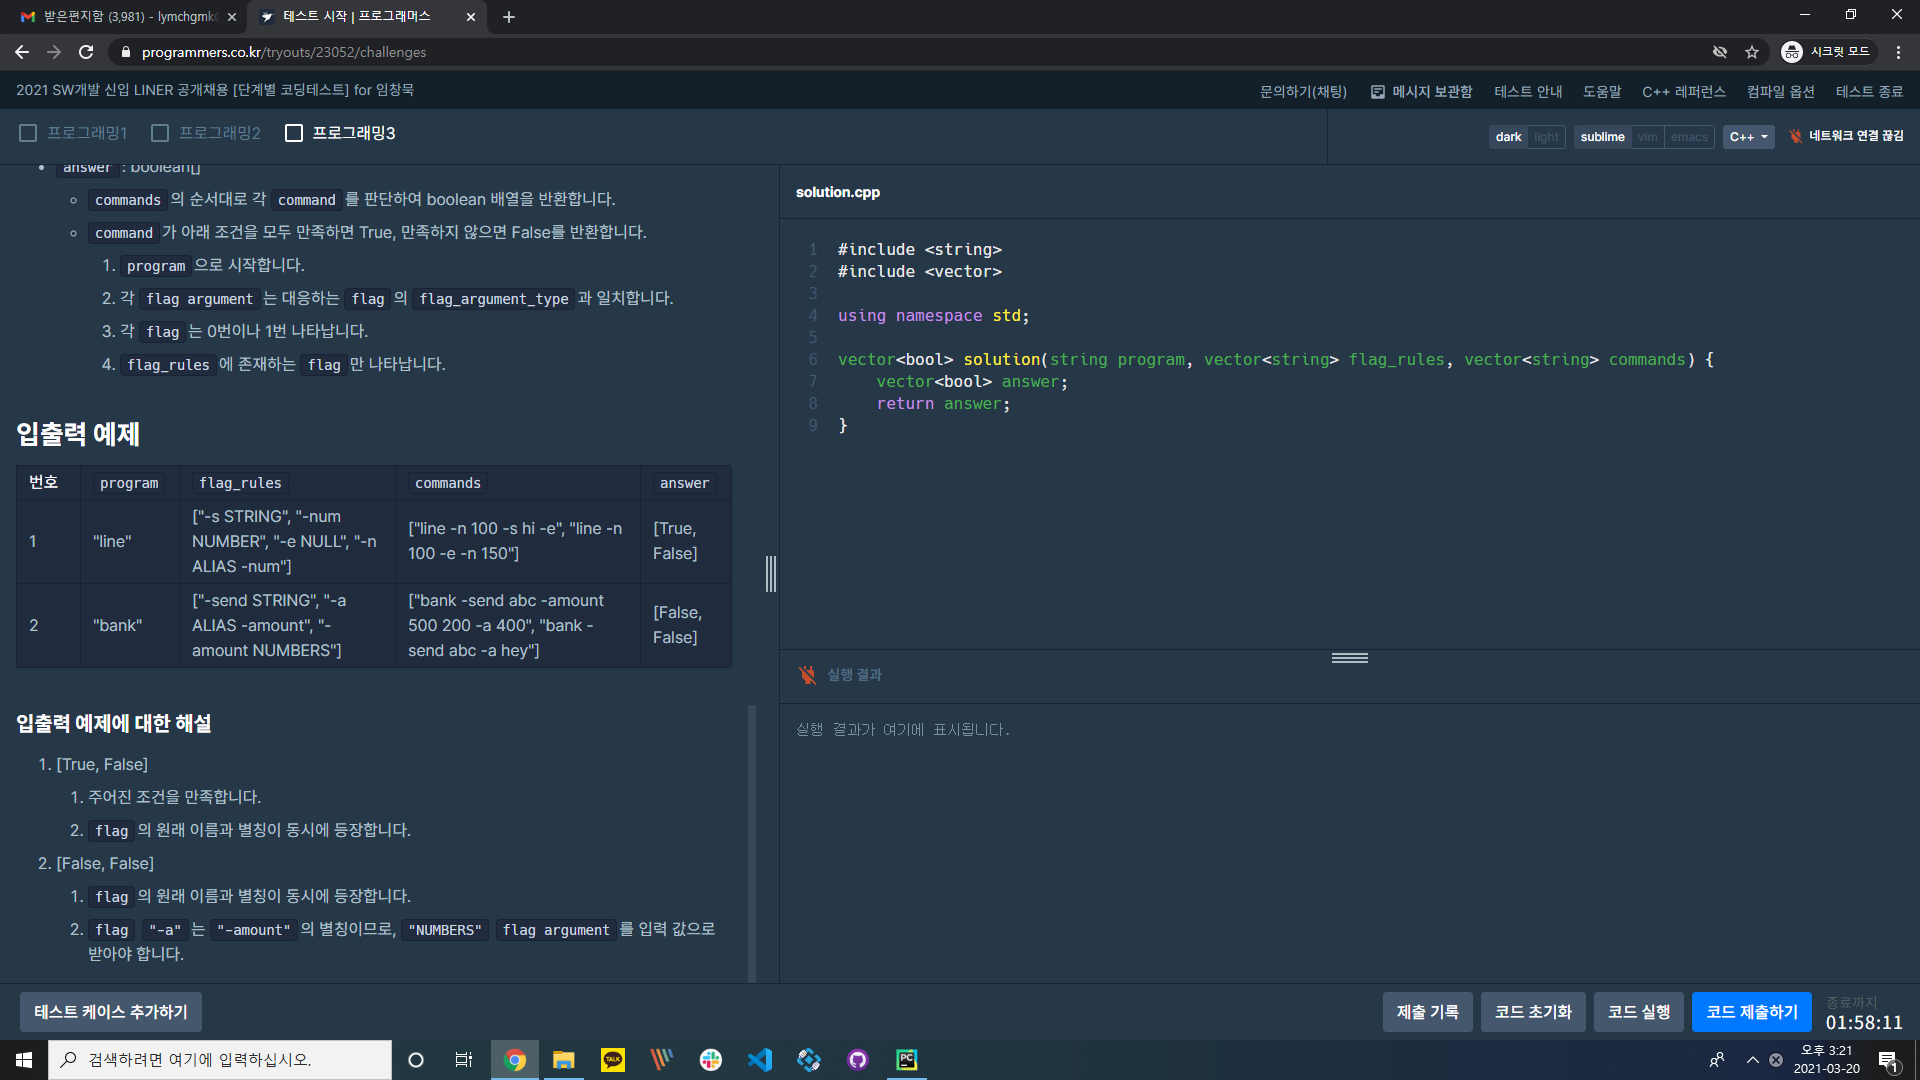 받은편지함 (3,981) - lymchgmk
테스트 시작 | 프로그래머스
programmers.co.kr/tryouts/23052/challenges
시크릿 모드
2021 SW개발 신입 LINER 공개채용 [단계별 코딩테스트] for 임창묵
문의하기(채팅) 메시지 보관함 테스트 안내 도움말 C++ 레퍼런스 컴파일 옵션 테스트 종료
프로그래밍1 프로그래밍2 프로그래밍3
dark light sublime vim emacs C++ 네트워크 연결 끊김
answer : boolean[]
commands 의 순서대로 각 command 를 판단하여 boolean 배열을 반환합니다.
command 가 아래 조건을 모두 만족하면 True, 만족하지 않으면 False를 반환합니다.
1. program 으로 시작합니다.
2. 각 flag argument 는 대응하는 flag 의 flag_argument_type 과 일치합니다.
3. 각 flag 는 0번이나 1번 나타납니다.
4. flag_rules 에 존재하는 flag 만 나타납니다.
입출력 예제
번호 program flag_rules commands answer
1 "line" ["-s STRING", "-num NUMBER", "-e NULL", "-n ALIAS -num"] ["line -n 100 -s hi -e", "line -n 100 -e -n 150"] [True, False]
2 "bank" ["-send STRING", "-a ALIAS -amount", "-amount NUMBERS"] ["bank -send abc -amount 500 200 -a 400", "bank -send abc -a hey"] [False, False]
입출력 예제에 대한 해설
1. [True, False]
1. 주어진 조건을 만족합니다.
2. flag 의 원래 이름과 별칭이 동시에 등장합니다.
2. [False, False]
1. flag 의 원래 이름과 별칭이 동시에 등장합니다.
2. flag "-a" 는 "-amount" 의 별칭이므로, "NUMBERS" flag argument 를 입력 값으로
받아야 합니다.
solution.cpp
1 #include <string>
2 #include <vector>
3
4 using namespace std;
5
6 vector<bool> solution(string program, vector<string> flag_rules, vector<string> commands) {
7 vector<bool> answer;
8 return answer;
9 }
실행 결과
실행 결과가 여기에 표시됩니다.
테스트 케이스 추가하기
제출 기록 코드 초기화 코드 실행 코드 제출하기
종료까지
01:58:11
검색하려면 여기에 입력하십시오.
TALK
PC
오후 3:21
2021-03-20
1